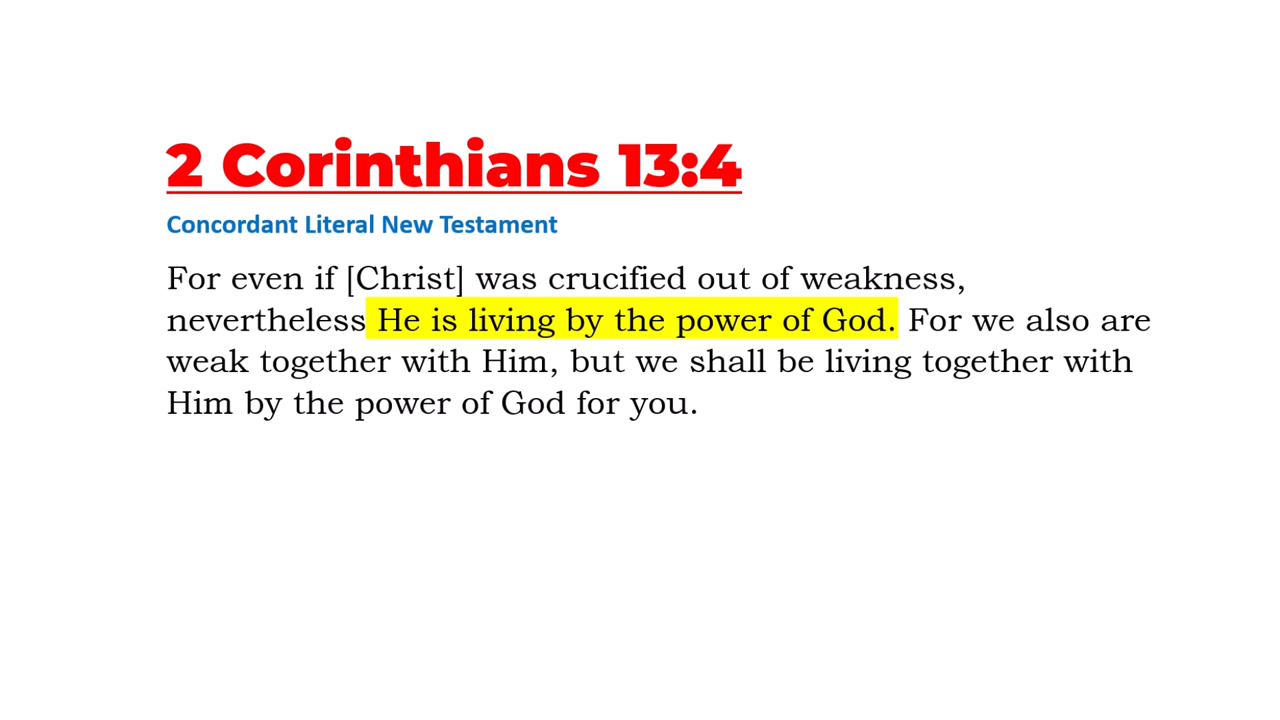 2 Corinthians 13:4
Concordant Literal New Testament
For even if [Christ] was crucified out of weakness,
nevertheless He is living by the power of God. For we also are
weak together with Him, but we shall be living together with
Him by the power of God for you.